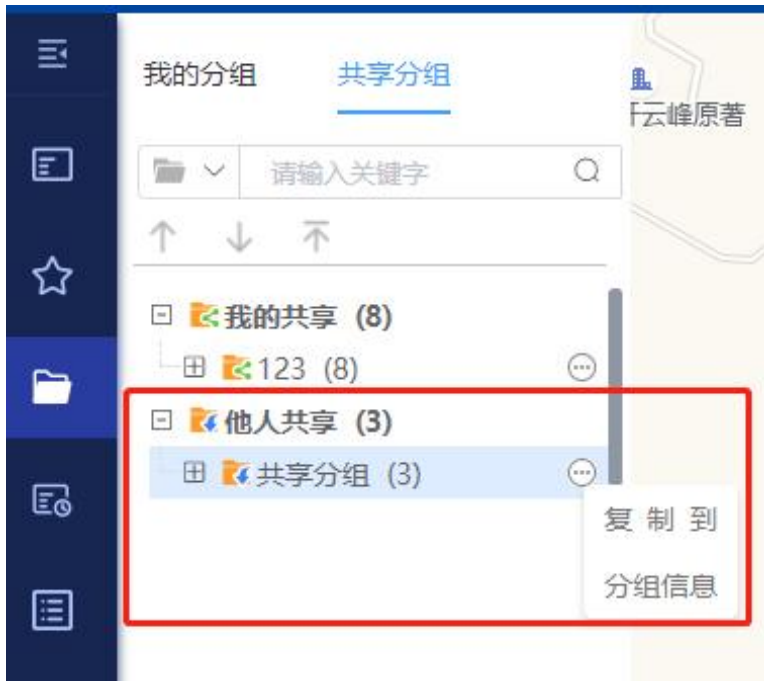 我的分组 共享分组
云峰原著
请输入关键字
我的共享 (8)
123 (8)
他人共享 (3)
共享分组 (3)
复 制 到
分组信息